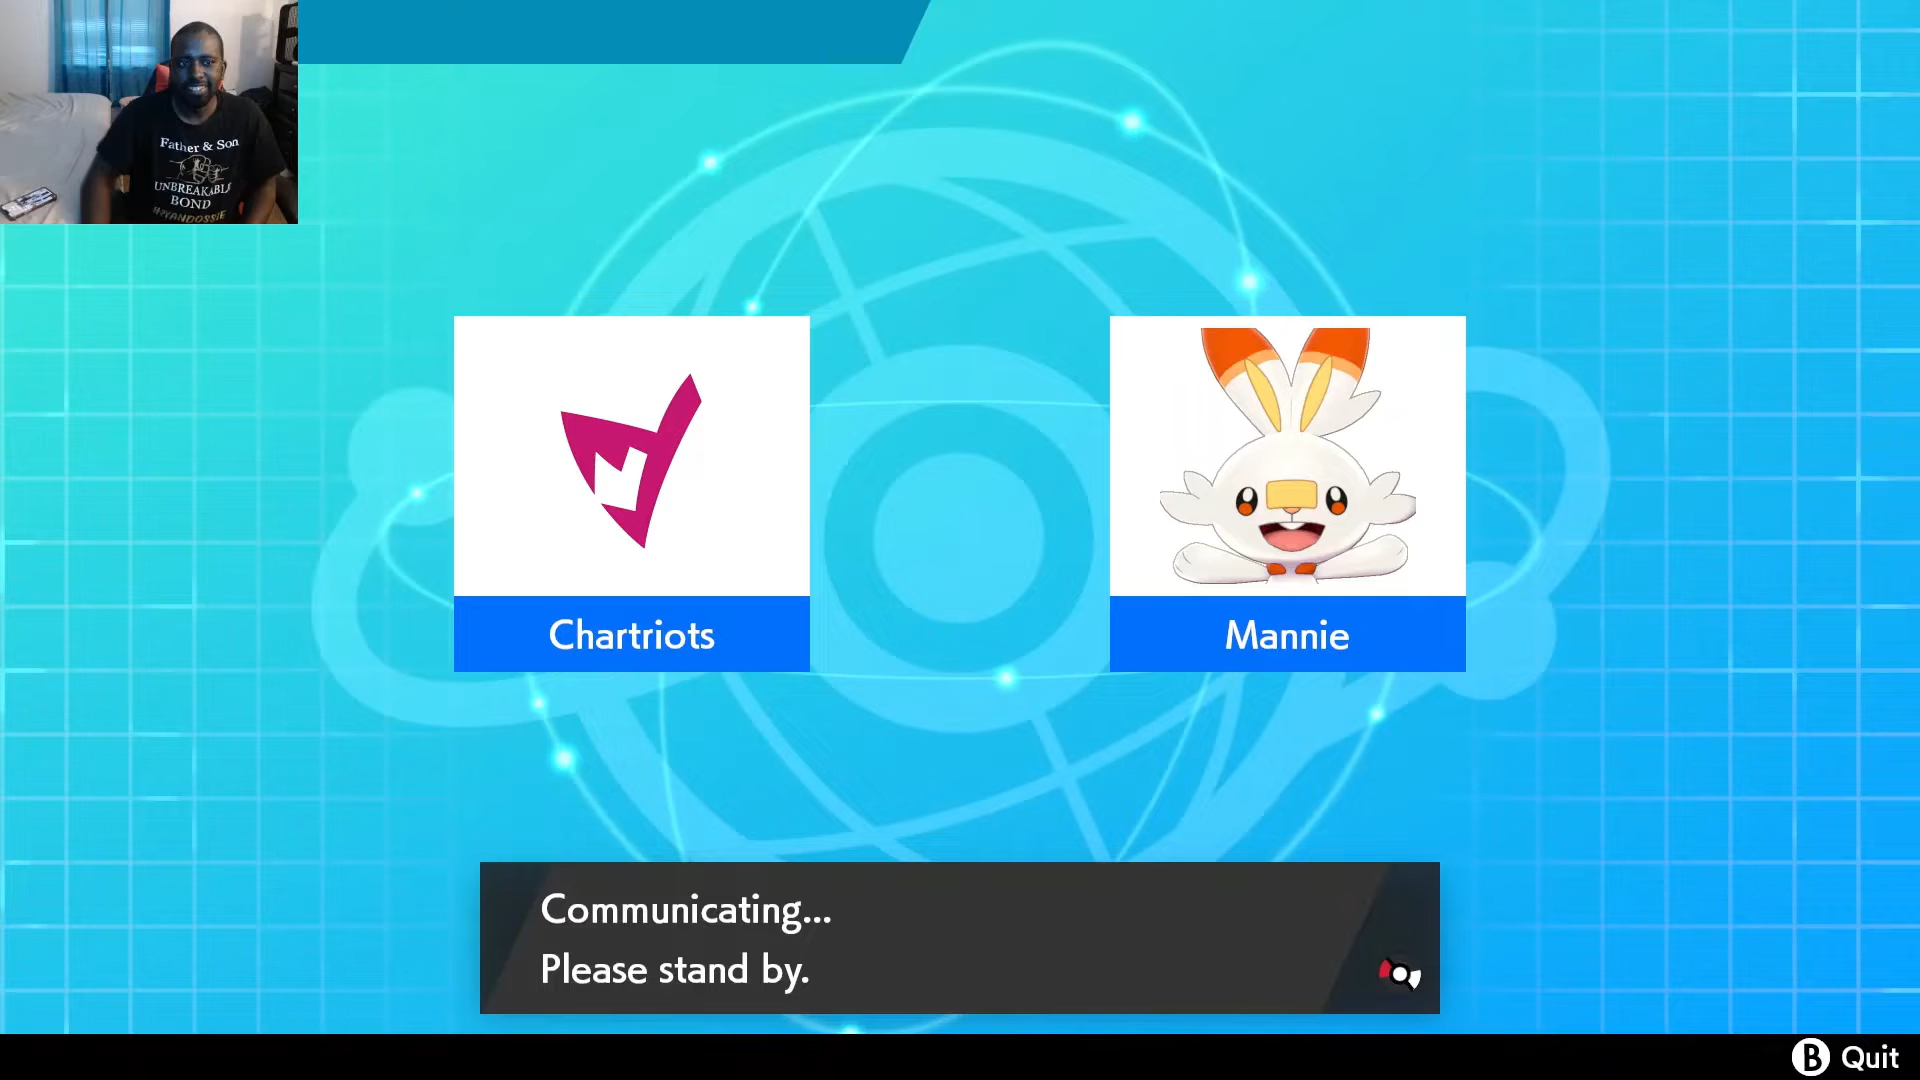 Father & Son
UNBREAKABLE
BOND
Chartriots
Mannie
Communicating...
Please stand by.
B Quit